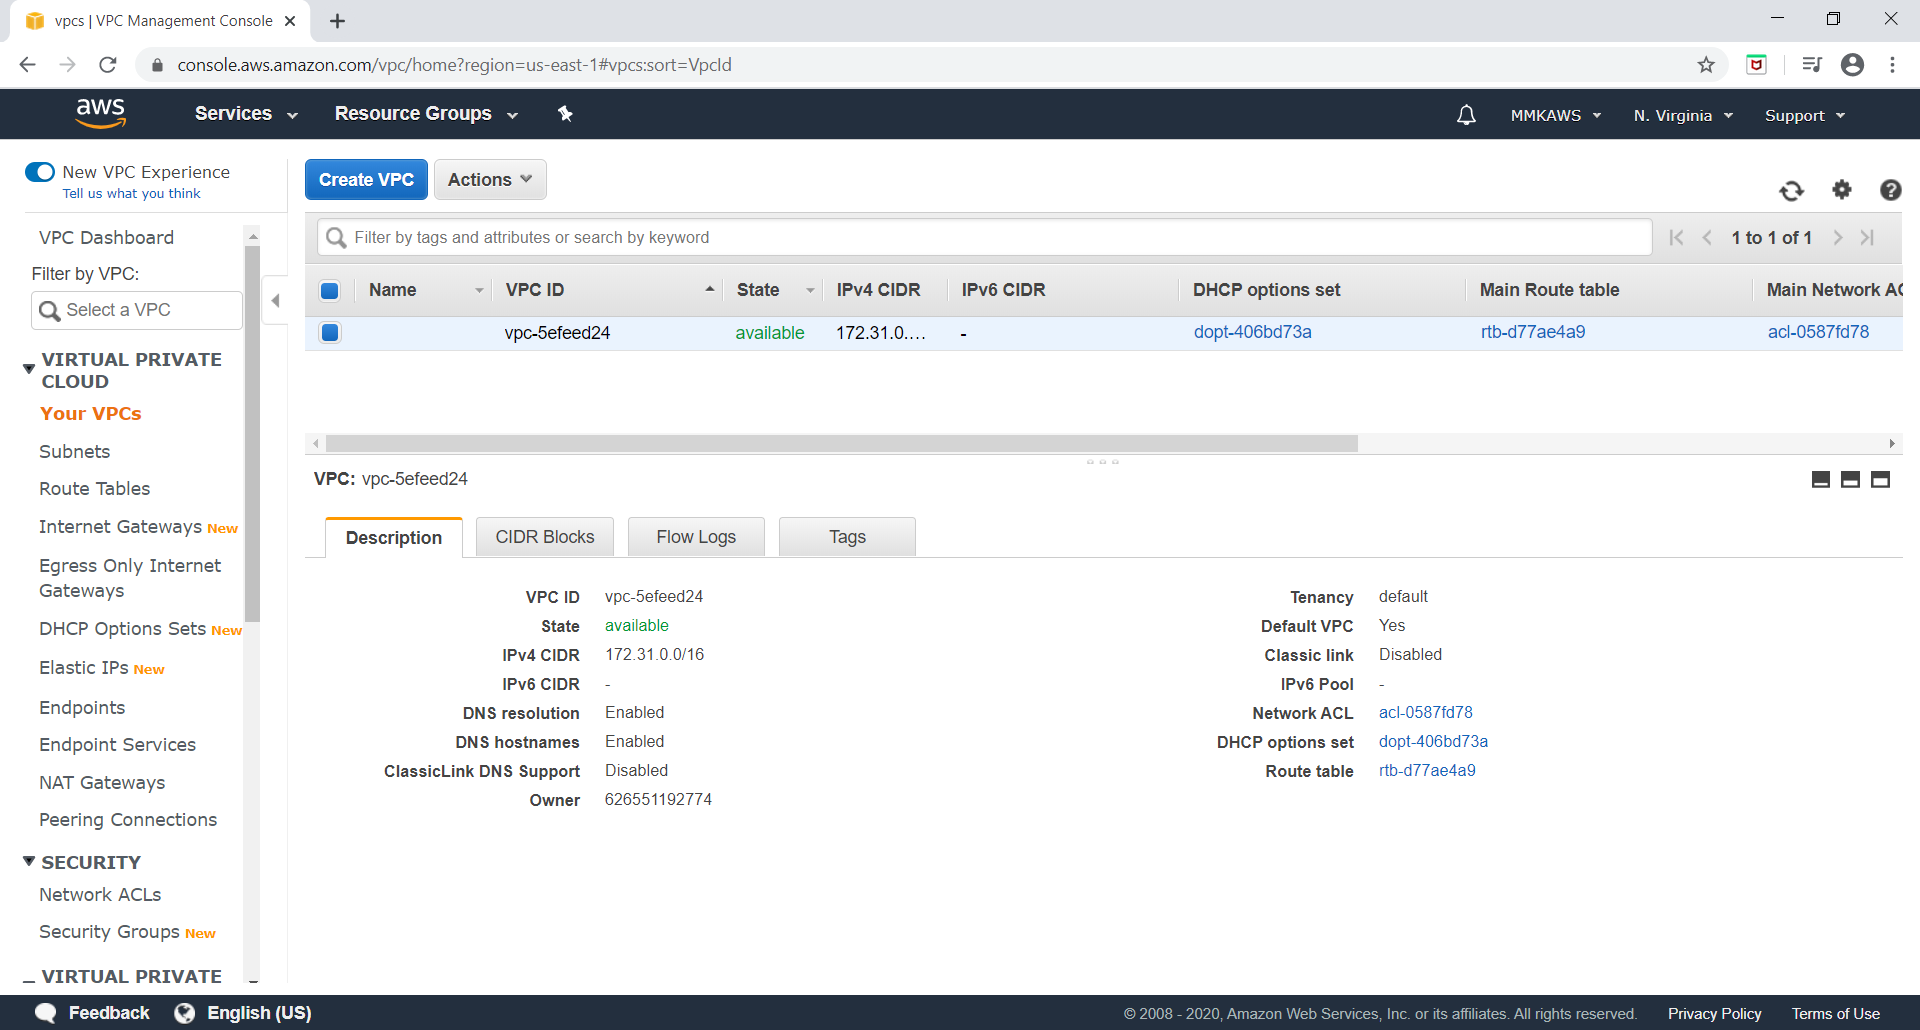 vpcs | VPC Management Console
console.aws.amazon.com/vpc/home?region=us-east-1#vpcs:sort=VpcId
aws Services Resource Groups MMKAWS N. Virginia Support
New VPC Experience
Tell us what you think
VPC Dashboard
Filter by VPC:
Select a VPC
VIRTUAL PRIVATE
CLOUD
Your VPCs
Subnets
Route Tables
Internet Gateways New
Egress Only Internet
Gateways
DHCP Options Sets New
Elastic IPs New
Endpoints
Endpoint Services
NAT Gateways
Peering Connections
SECURITY
Network ACLs
Security Groups New
VIRTUAL PRIVATE
Create VPC Actions
Filter by tags and attributes or search by keyword
1 to 1 of 1
Name VPC ID State IPv4 CIDR IPv6 CIDR DHCP options set Main Route table Main Network AC
vpc-5efeed24 available 172.31.0.... - dopt-406bd73a rtb-d77ae4a9 acl-0587fd78
VPC: vpc-5efeed24
Description CIDR Blocks Flow Logs Tags
VPC ID vpc-5efeed24
State available
IPv4 CIDR 172.31.0.0/16
IPv6 CIDR -
DNS resolution Enabled
DNS hostnames Enabled
ClassicLink DNS Support Disabled
Owner 626551192774
Tenancy default
Default VPC Yes
Classic link Disabled
IPv6 Pool -
Network ACL acl-0587fd78
DHCP options set dopt-406bd73a
Route table rtb-d77ae4a9
Feedback English (US)
© 2008 - 2020, Amazon Web Services, Inc. or its affiliates. All rights reserved. Privacy Policy Terms of Use